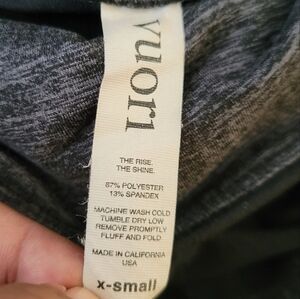 vuori
THE RISE.
THE SHINE.
87% POLYESTER
13% SPANDEX
MACHINE WASH COLD
TUMBLE DRY LOW
REMOVE PROMPTLY
FLUFF AND FOLD
MADE IN CALIFORNIA
USA
x-small